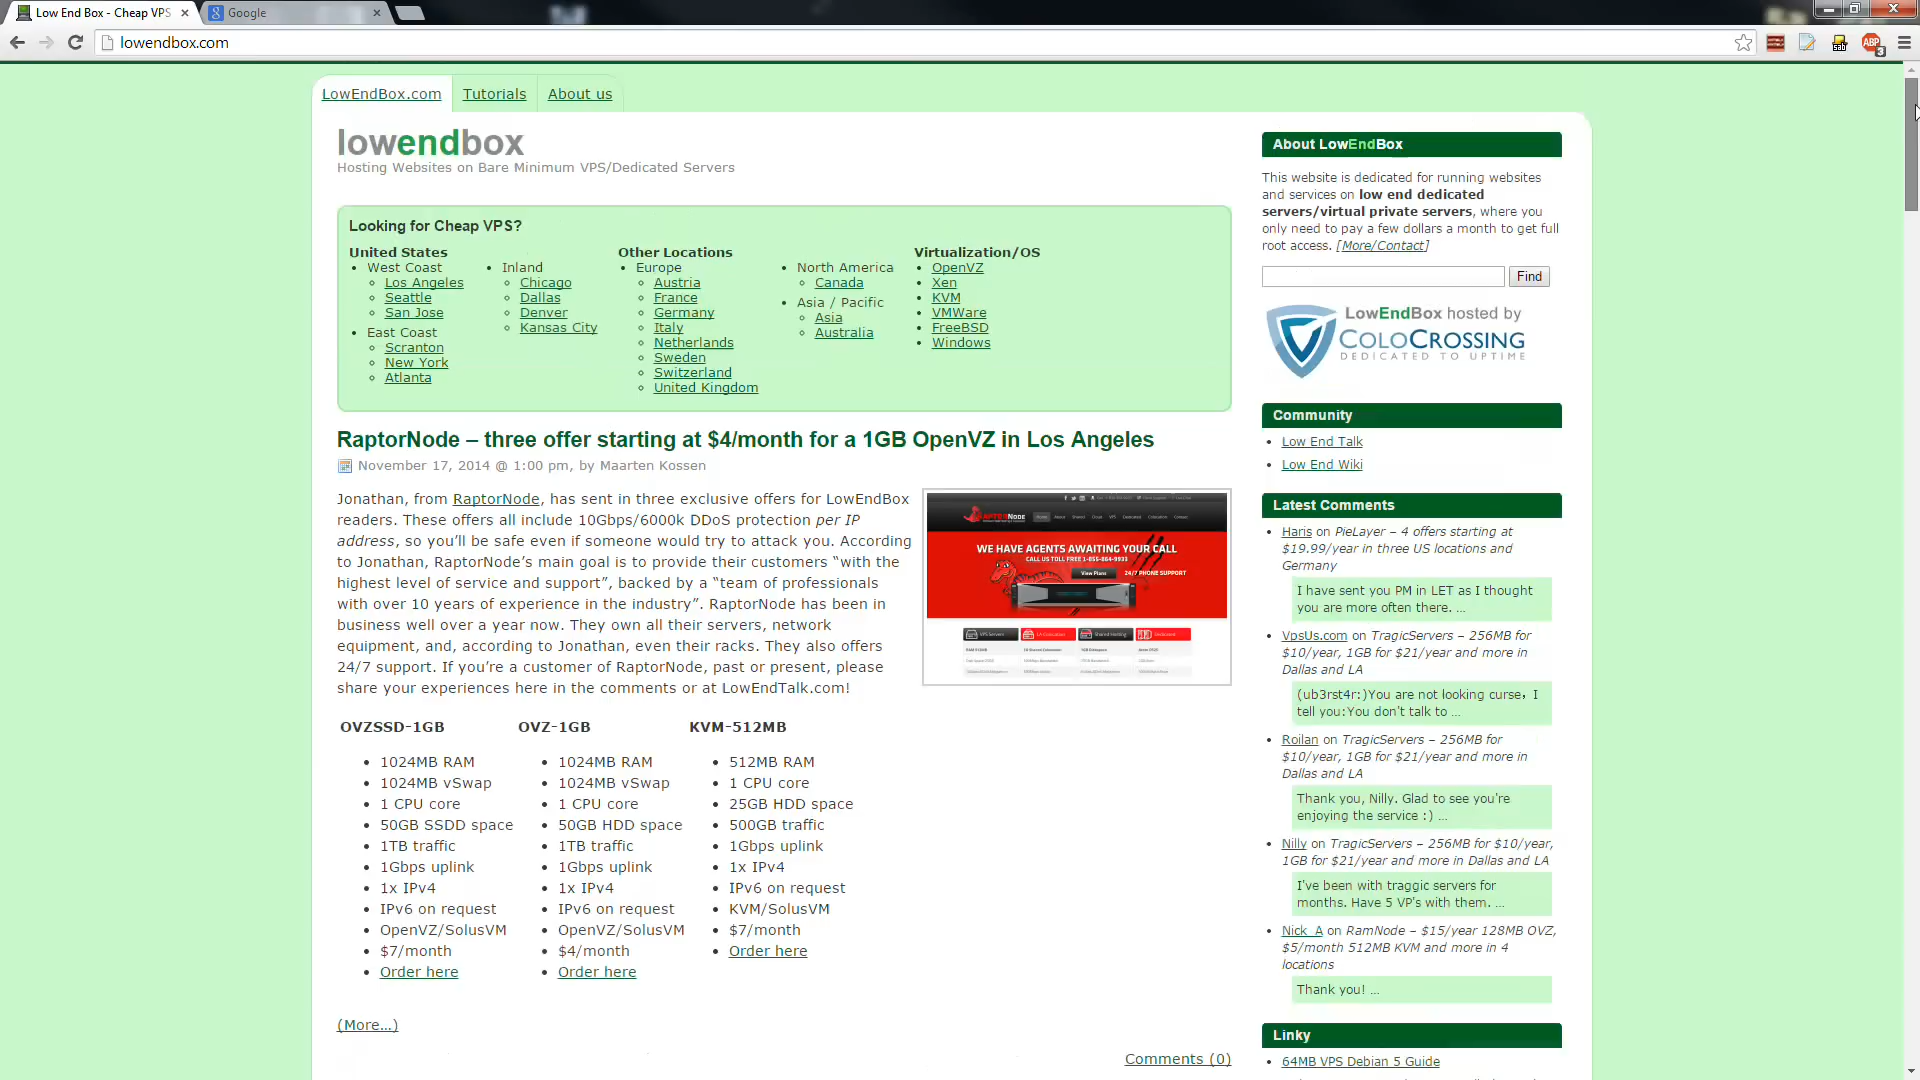 Low End Box - Cheap VPS
Google
lowendbox.com
ABP
3
LowEndBox.com
Tutorials
About us
lowendbox
Hosting Websites on Bare Minimum VPS/Dedicated Servers
Looking for Cheap VPS?
United States
West Coast
Los Angeles
Seattle
San Jose
East Coast
Scranton
New York
Atlanta
Inland
Chicago
Dallas
Denver
Kansas City
Other Locations
Europe
Austria
France
Germany
Italy
Netherlands
Sweden
Switzerland
United Kingdom
North America
Canada
Asia / Pacific
Asia
Australia
Virtualization/OS
OpenVZ
Xen
KVM
VMWare
FreeBSD
Windows
RaptorNode – three offer starting at $4/month for a 1GB OpenVZ in Los Angeles
November 17, 2014 @ 1:00 pm, by Maarten Kossen
Jonathan, from RaptorNode, has sent in three exclusive offers for LowEndBox
readers. These offers all include 10Gbps/6000k DDoS protection per IP
address, so you’ll be safe even if someone would try to attack you. According
to Jonathan, RaptorNode’s main goal is to provide their customers “with the
highest level of service and support”, backed by a “team of professionals
with over 10 years of experience in the industry”. RaptorNode has been in
business well over a year now. They own all their servers, network
equipment, and, according to Jonathan, even their racks. They also offers
24/7 support. If you’re a customer of RaptorNode, past or present, please
share your experiences here in the comments or at LowEndTalk.com!
RAPTORNODE
WE HAVE AGENTS AWAITING YOUR CALL
CALL US TOLL FREE 1-855-864-9933
View Plans
24/7 PHONE SUPPORT
VPS Servers
LA Colocation
Shared Hosting
OVZSSD-1GB
1024MB RAM
1024MB vSwap
1 CPU core
50GB SSDD space
1TB traffic
1Gbps uplink
1x IPv4
IPv6 on request
OpenVZ/SolusVM
$7/month
Order here
OVZ-1GB
1024MB RAM
1024MB vSwap
1 CPU core
50GB HDD space
1TB traffic
1Gbps uplink
1x IPv4
IPv6 on request
OpenVZ/SolusVM
$4/month
Order here
KVM-512MB
512MB RAM
1 CPU core
25GB HDD space
500GB traffic
1Gbps uplink
1x IPv4
IPv6 on request
KVM/SolusVM
$7/month
Order here
(More…)
Comments (0)
About LowEndBox
This website is dedicated for running websites
and services on low end dedicated
servers/virtual private servers, where you
only need to pay a few dollars a month to get full
root access. [More/Contact]
Find
LowEndBox hosted by
COLOCROSSING
DEDICATED TO UPTIME
Community
Low End Talk
Low End Wiki
Latest Comments
Haris on PieLayer – 4 offers starting at
$19.99/year in three US locations and
Germany
I have sent you PM in LET as I thought
you are more often there. ...
VpsUs.com on TragicServers – 256MB for
$10/year, 1GB for $21/year and more in
Dallas and LA
(ub3rst4r:)You are not looking curse，I
tell you:You don't talk to ...
Roilan on TragicServers – 256MB for
$10/year, 1GB for $21/year and more in
Dallas and LA
Thank you, Nilly. Glad to see you're
enjoying the service :) ...
Nilly on TragicServers – 256MB for $10/year,
1GB for $21/year and more in Dallas and LA
I've been with traggic servers for
months. Have 5 VP's with them. ...
Nick_A on RamNode – $15/year 128MB OVZ,
$5/month 512MB KVM and more in 4
locations
Thank you! ...
Linky
64MB VPS Debian 5 Guide